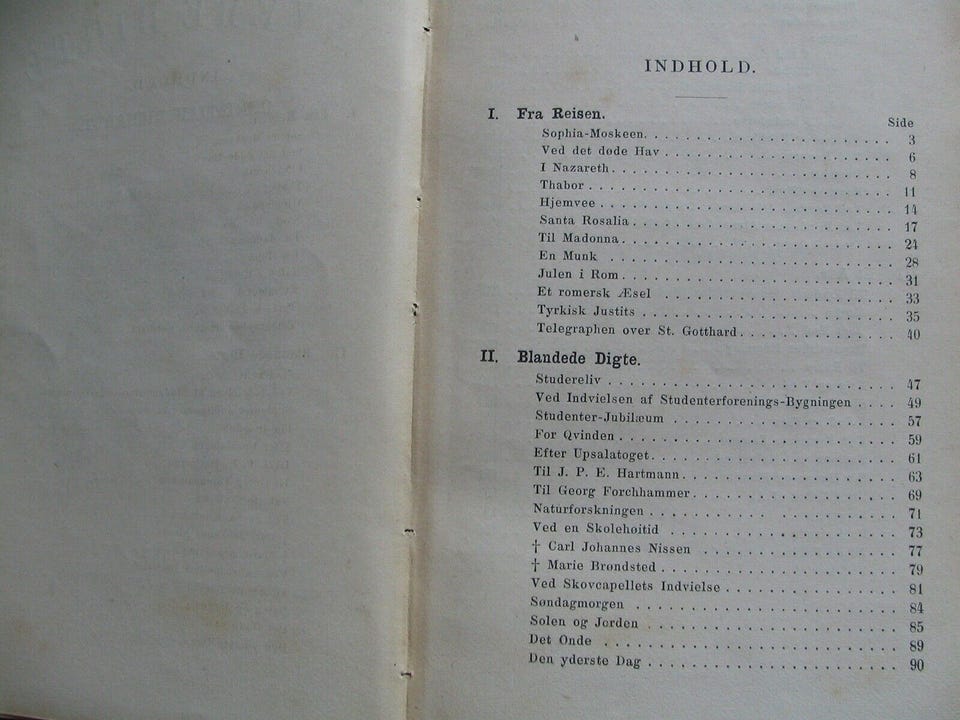 INDHOLD.
I. Fra Reisen.
Side
Sophia-Moskeen. . . . . . . . . . . . . . . . . . . . . . . . 3
Ved det døde Hav . . . . . . . . . . . . . . . . . . . . . . . 6
I Nazareth. . . . . . . . . . . . . . . . . . . . . . . . . . 8
Thabor . . . . . . . . . . . . . . . . . . . . . . . . . . . 11
Hjemvee . . . . . . . . . . . . . . . . . . . . . . . . . . 14
Santa Rosalia . . . . . . . . . . . . . . . . . . . . . . . . 17
Til Madonna. . . . . . . . . . . . . . . . . . . . . . . . . 24
En Munk . . . . . . . . . . . . . . . . . . . . . . . . . . 28
Julen i Rom . . . . . . . . . . . . . . . . . . . . . . . . . 31
Et romersk Æsel . . . . . . . . . . . . . . . . . . . . . . 33
Tyrkisk Justits . . . . . . . . . . . . . . . . . . . . . . . 35
Telegraphen over St. Gotthard . . . . . . . . . . . . . . 40
II. Blandede Digte.
Studereliv . . . . . . . . . . . . . . . . . . . . . . . . . 47
Ved Indvielsen af Studenterforenings-Bygningen . . . . 49
Studenter-Jubilæum . . . . . . . . . . . . . . . . . . . . 57
For Qvinden . . . . . . . . . . . . . . . . . . . . . . . . 59
Efter Upsalatoget. . . . . . . . . . . . . . . . . . . . . . 61
Til J. P. E. Hartmann . . . . . . . . . . . . . . . . . . . 63
Til Georg Forchhammer . . . . . . . . . . . . . . . . . . 69
Naturforskningen . . . . . . . . . . . . . . . . . . . . . . 71
Ved en Skolehøitid . . . . . . . . . . . . . . . . . . . . 73
† Carl Johannes Nissen . . . . . . . . . . . . . . . . . . 77
† Marie Brøndsted . . . . . . . . . . . . . . . . . . . . . 79
Ved Skovcapellets Indvielse . . . . . . . . . . . . . . . . 81
Søndagmorgen . . . . . . . . . . . . . . . . . . . . . . . 84
Solen og Jorden . . . . . . . . . . . . . . . . . . . . . . 85
Det Onde . . . . . . . . . . . . . . . . . . . . . . . . . 89
Den yderste Dag . . . . . . . . . . . . . . . . . . . . . . 90